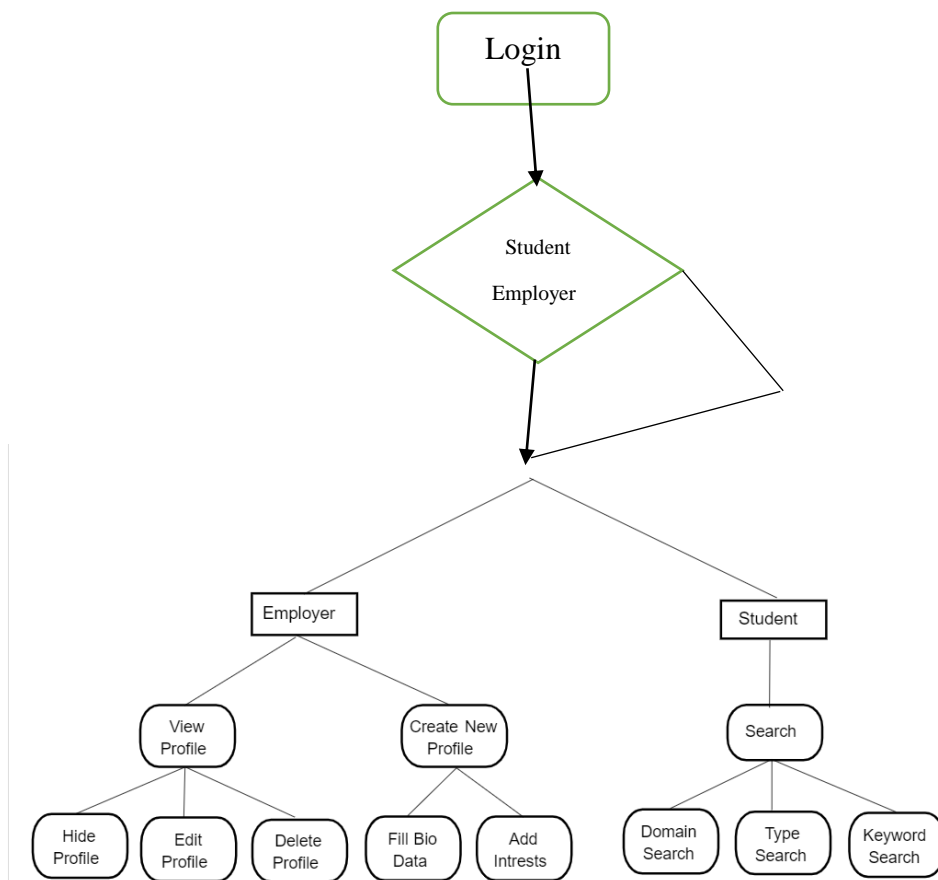 Login
Student
Employer
Employer
Student
View
Profile
Create New
Profile
Search
Hide
Profile
Edit
Profile
Delete
Profile
Fill Bio
Data
Add
Intrests
Domain
Search
Type
Search
Keyword
Search